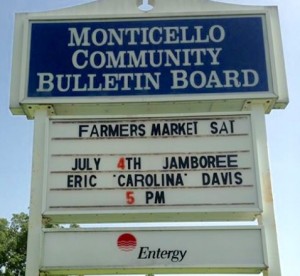 MONTICELLO
COMMUNITY
BULLETIN BOARD
FARMERS MARKET SAT
JULY 4TH JAMBOREE
ERIC "CAROLINA" DAVIS
5 PM
Entergy